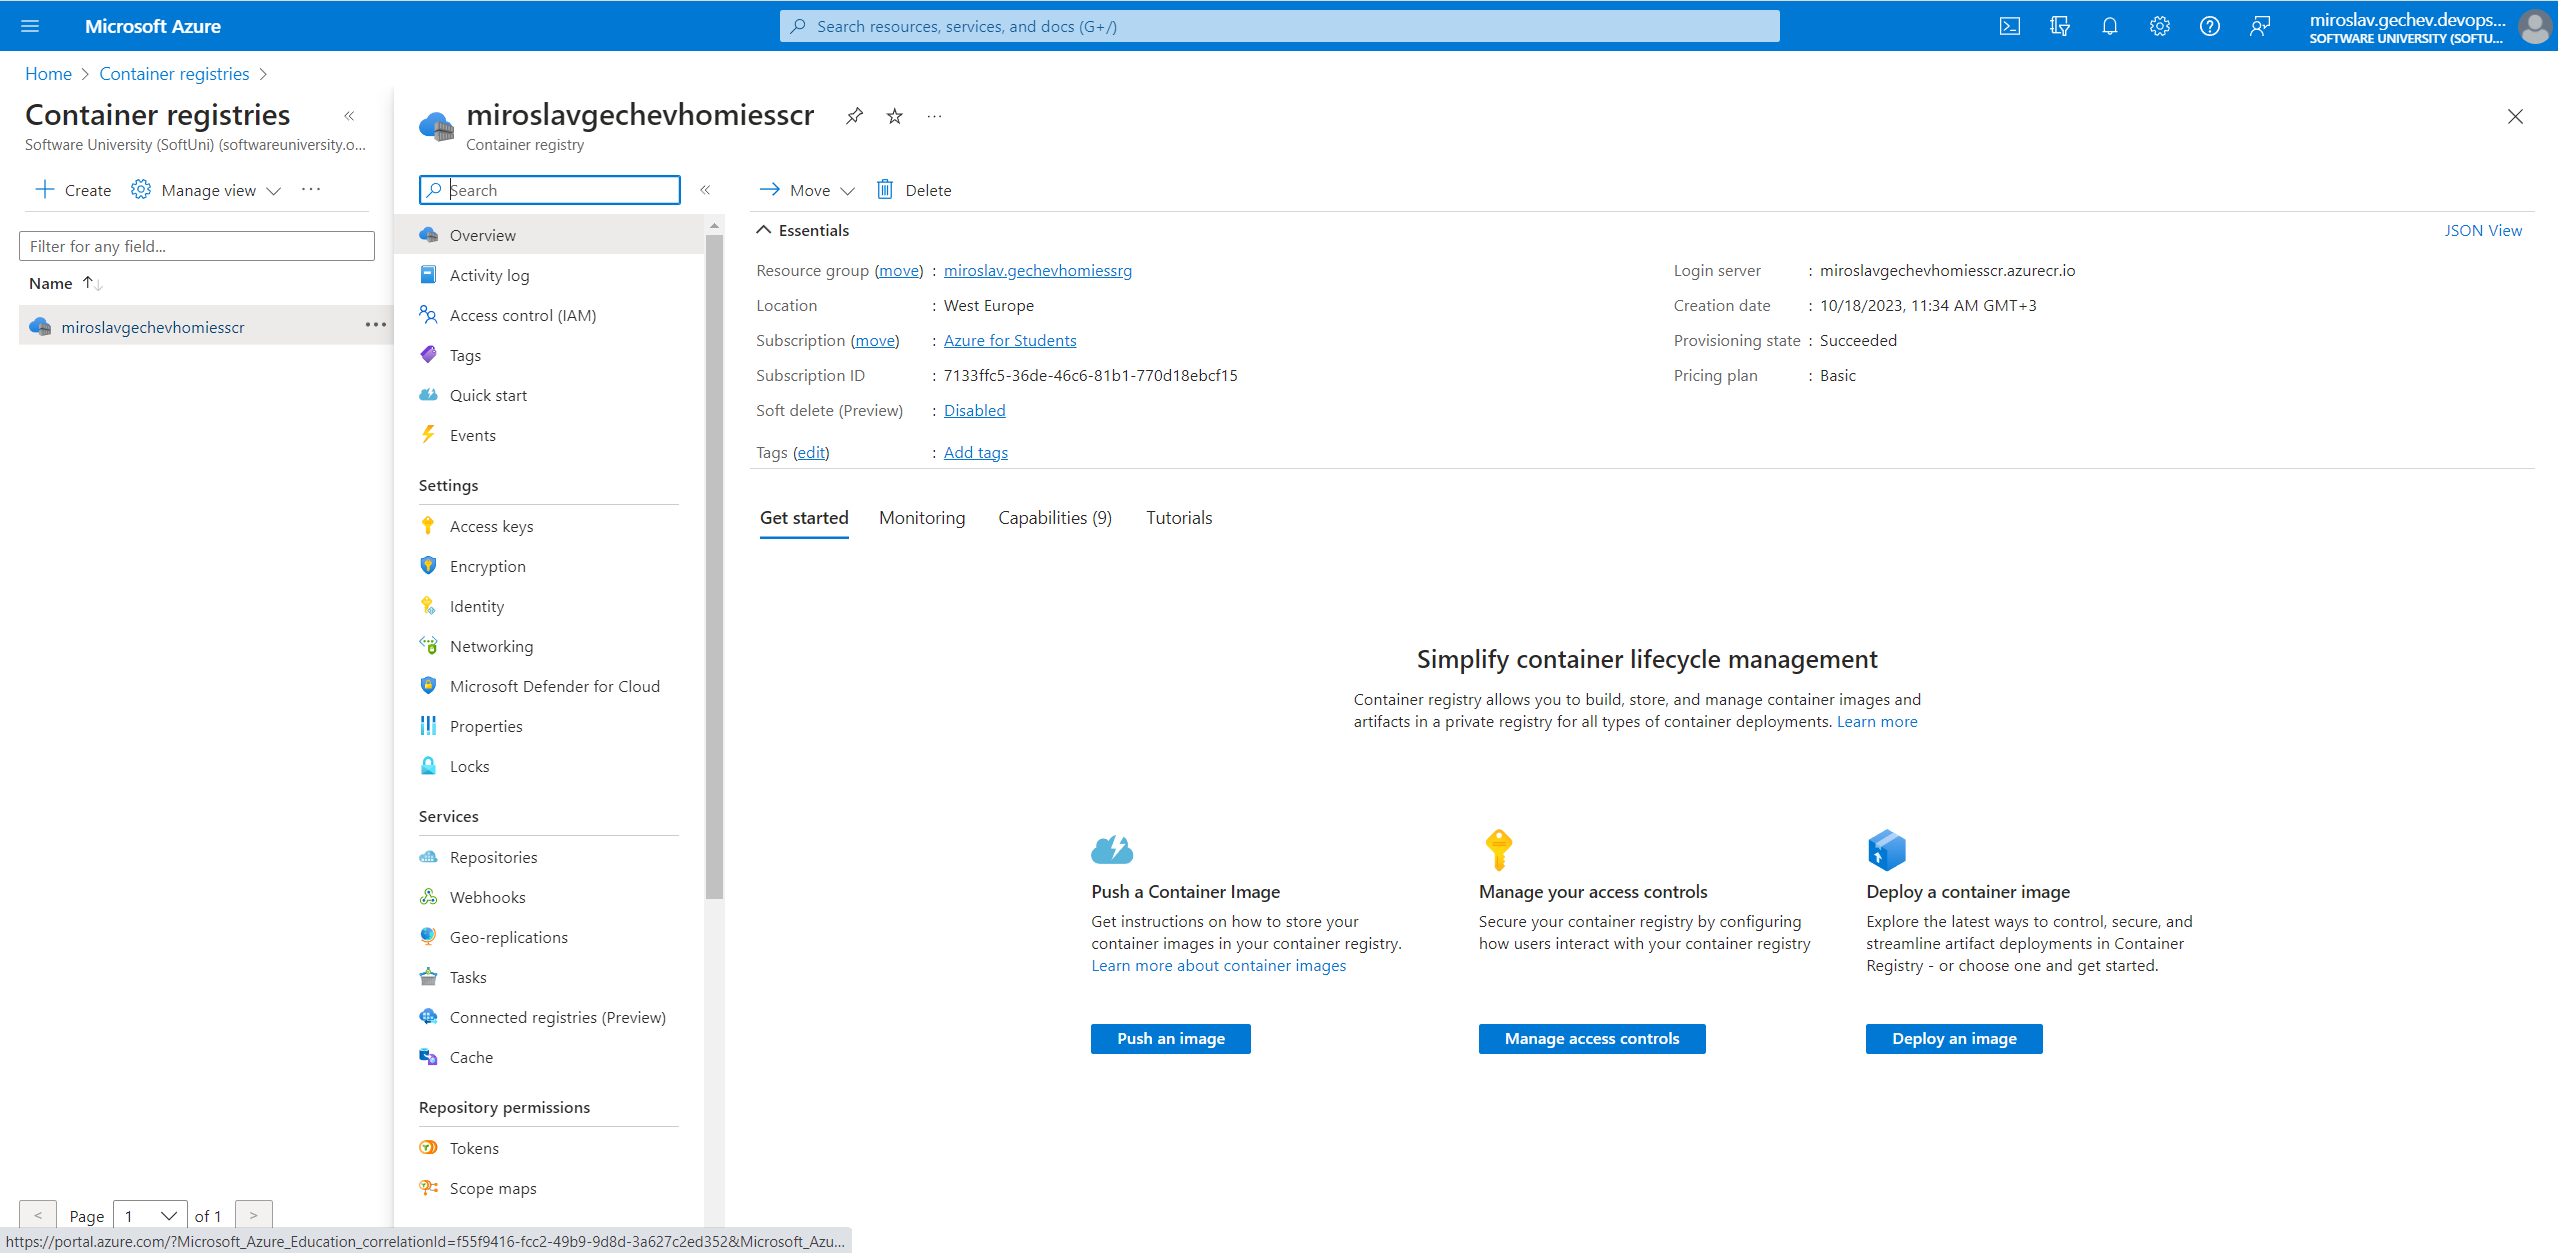 Microsoft Azure
Search resources, services, and docs (G+/)
miroslav.gechev.devops...
SOFTWARE UNIVERSITY (SOFTU...
Home > Container registries >
Container registries
Software University (SoftUni) (softwareuniversity.o...
Create
Manage view
Filter for any field...
Name
miroslavgechevhomiesscr
< Page 1 of 1 >
https://portal.azure.com/?Microsoft_Azure_Education_correlationId=f55f9416-fcc2-49b9-9d8d-3a627c2ed352&Microsoft_Azu...
miroslavgechevhomiesscr
Container registry
Search
Overview
Activity log
Access control (IAM)
Tags
Quick start
Events
Settings
Access keys
Encryption
Identity
Networking
Microsoft Defender for Cloud
Properties
Locks
Services
Repositories
Webhooks
Geo-replications
Tasks
Connected registries (Preview)
Cache
Repository permissions
Tokens
Scope maps
Move
Delete
Essentials
JSON View
Resource group (move) : miroslav.gechevhomiessrg
Location : West Europe
Subscription (move) : Azure for Students
Subscription ID : 7133ffc5-36de-46c6-81b1-770d18ebcf15
Soft delete (Preview) : Disabled
Tags (edit) : Add tags
Login server : miroslavgechevhomiesscr.azurecr.io
Creation date : 10/18/2023, 11:34 AM GMT+3
Provisioning state : Succeeded
Pricing plan : Basic
Get started
Monitoring
Capabilities (9)
Tutorials
Simplify container lifecycle management
Container registry allows you to build, store, and manage container images and
artifacts in a private registry for all types of container deployments. Learn more
Push a Container Image
Get instructions on how to store your
container images in your container registry.
Learn more about container images
Push an image
Manage your access controls
Secure your container registry by configuring
how users interact with your container registry
Manage access controls
Deploy a container image
Explore the latest ways to control, secure, and
streamline artifact deployments in Container
Registry - or choose one and get started.
Deploy an image